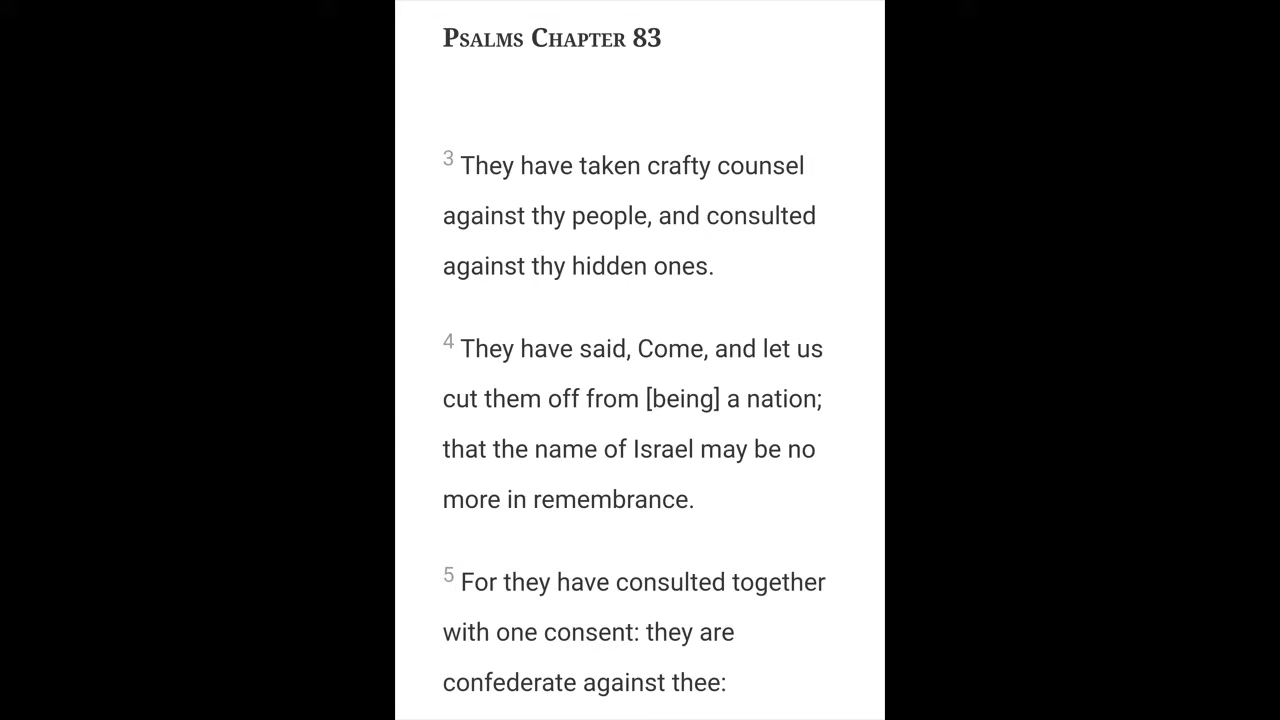 Psalms Chapter 83
3 They have taken crafty counsel
against thy people, and consulted
against thy hidden ones.
4 They have said, Come, and let us
cut them off from [being] a nation;
that the name of Israel may be no
more in remembrance.
5 For they have consulted together
with one consent: they are
confederate against thee: